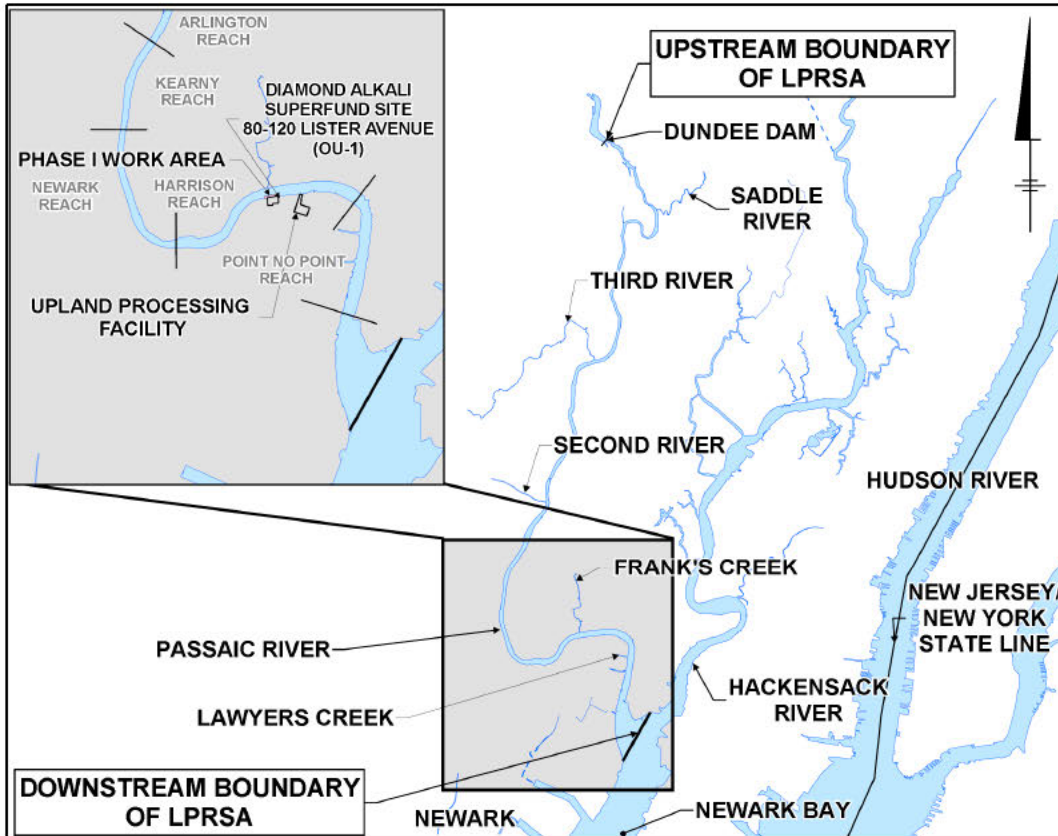 ARLINGTON
REACH
KEARNY
REACH
DIAMOND ALKALI
SUPERFUND SITE
80-120 LISTER AVENUE
(OU-1)
PHASE I WORK AREA
NEWARK
REACH
HARRISON
REACH
POINT NO POINT
REACH
UPLAND PROCESSING
FACILITY
UPSTREAM BOUNDARY
OF LPRSA
DUNDEE DAM
SADDLE
RIVER
THIRD RIVER
SECOND RIVER
HUDSON RIVER
FRANK'S CREEK
NEW JERSEY/
NEW YORK
STATE LINE
PASSAIC RIVER
HACKENSACK
RIVER
LAWYERS CREEK
DOWNSTREAM BOUNDARY
OF LPRSA
NEWARK
NEWARK BAY